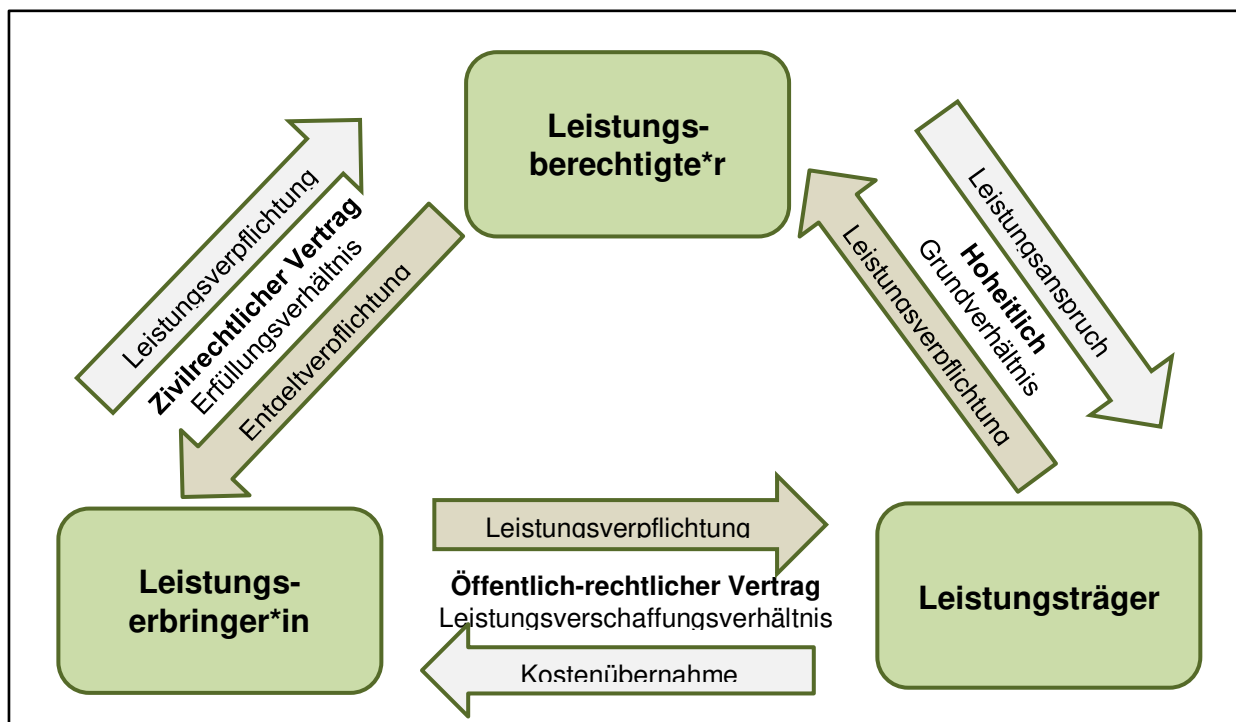 Leistungs-
berechtigte*r
Leistungsverpflichtung
Zivilrechtlicher Vertrag
Erfüllungsverhältnis
Entgeltverpflichtung
Leistungsanspruch
Hoheitlich
Grundverhältnis
Leistungsverpflichtung
Leistungs-
erbringer*in
Leistungsverpflichtung
Öffentlich-rechtlicher Vertrag
Leistungsverschaffungsverhältnis
Kostenübernahme
Leistungsträger